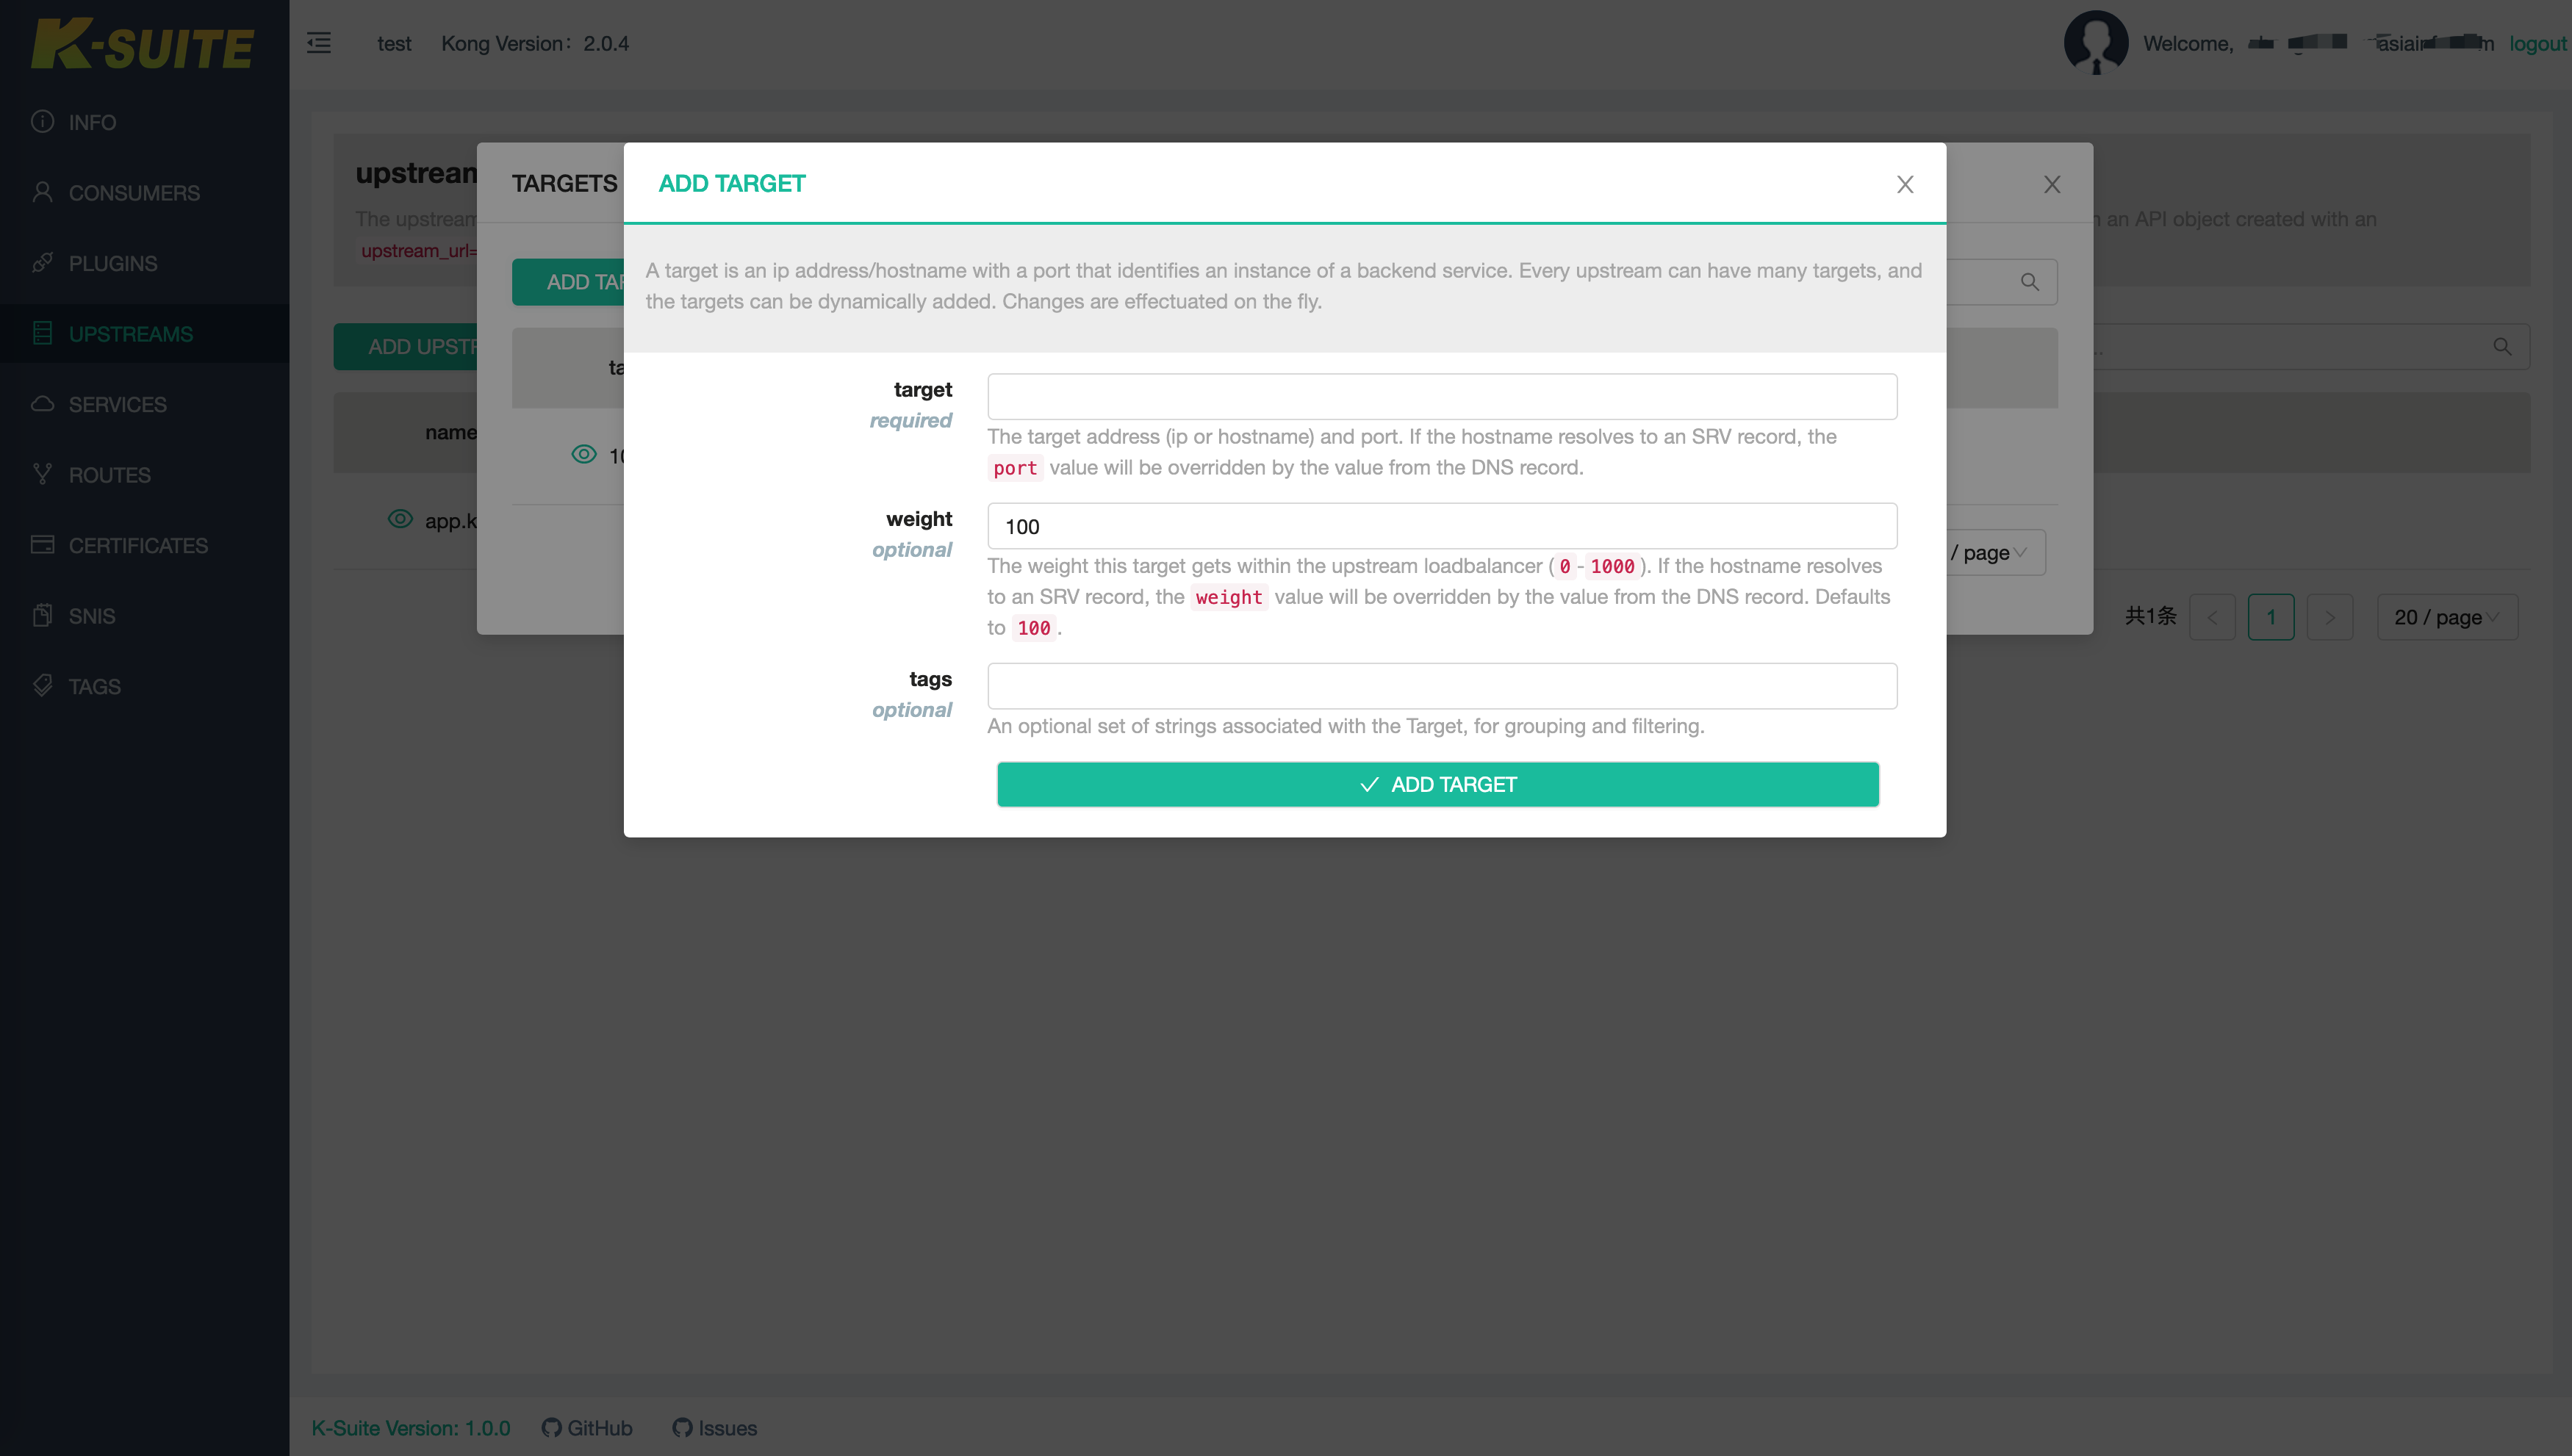 K-SUITE
test Kong Version： 2.0.4
Welcome, logout
INFO
CONSUMERS
PLUGINS
UPSTREAMS
SERVICES
ROUTES
CERTIFICATES
SNIS
TAGS
The
upstream_url=
an API object created with an
ADD
name
20 / page
共1条
1
TARGETS
ADD
/ page
ADD TARGET
A target is an ip address/hostname with a port that identifies an instance of a backend service. Every upstream can have many targets, and
the targets can be dynamically added. Changes are effectuated on the fly.
target
required
The target address (ip or hostname) and port. If the hostname resolves to an SRV record, the
port value will be overridden by the value from the DNS record.
weight
optional
100
The weight this target gets within the upstream loadbalancer ( 0 - 1000 ). If the hostname resolves
to an SRV record, the weight value will be overridden by the value from the DNS record. Defaults
to 100 .
tags
optional
An optional set of strings associated with the Target, for grouping and filtering.
ADD TARGET
K-Suite Version: 1.0.0 GitHub Issues